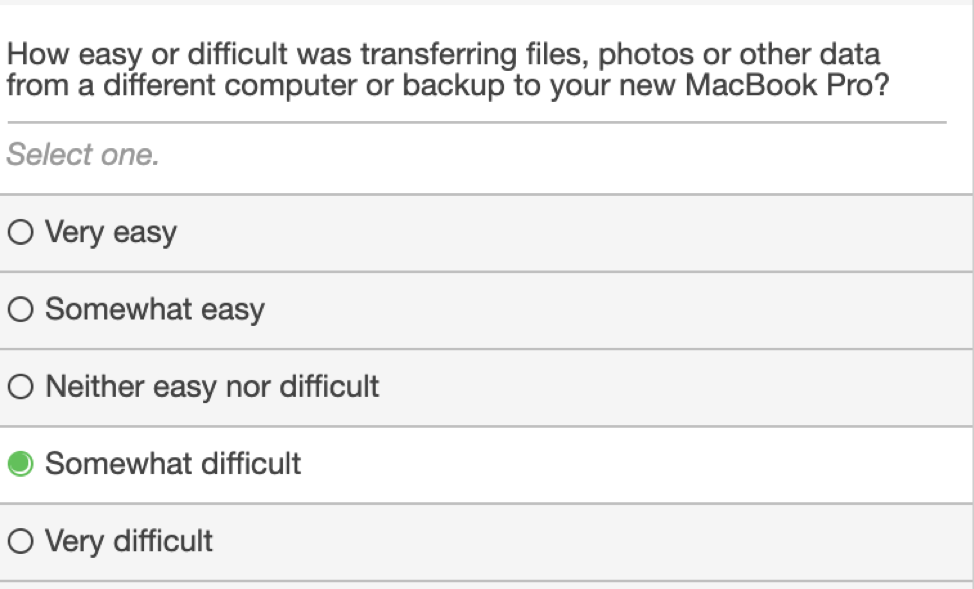 How easy or difficult was transferring files, photos or other data
from a different computer or backup to your new MacBook Pro?
Select one.
Very easy
Somewhat easy
Neither easy nor difficult
Somewhat difficult
Very difficult